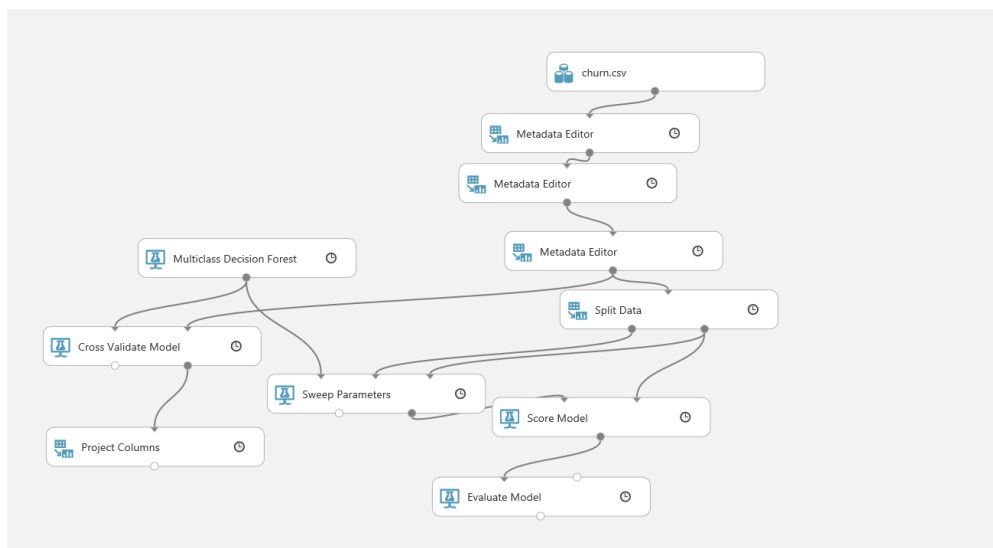 churn.csv
Metadata Editor
Metadata Editor
Metadata Editor
Multiclass Decision Forest
Split Data
Cross Validate Model
Sweep Parameters
Score Model
Project Columns
Evaluate Model